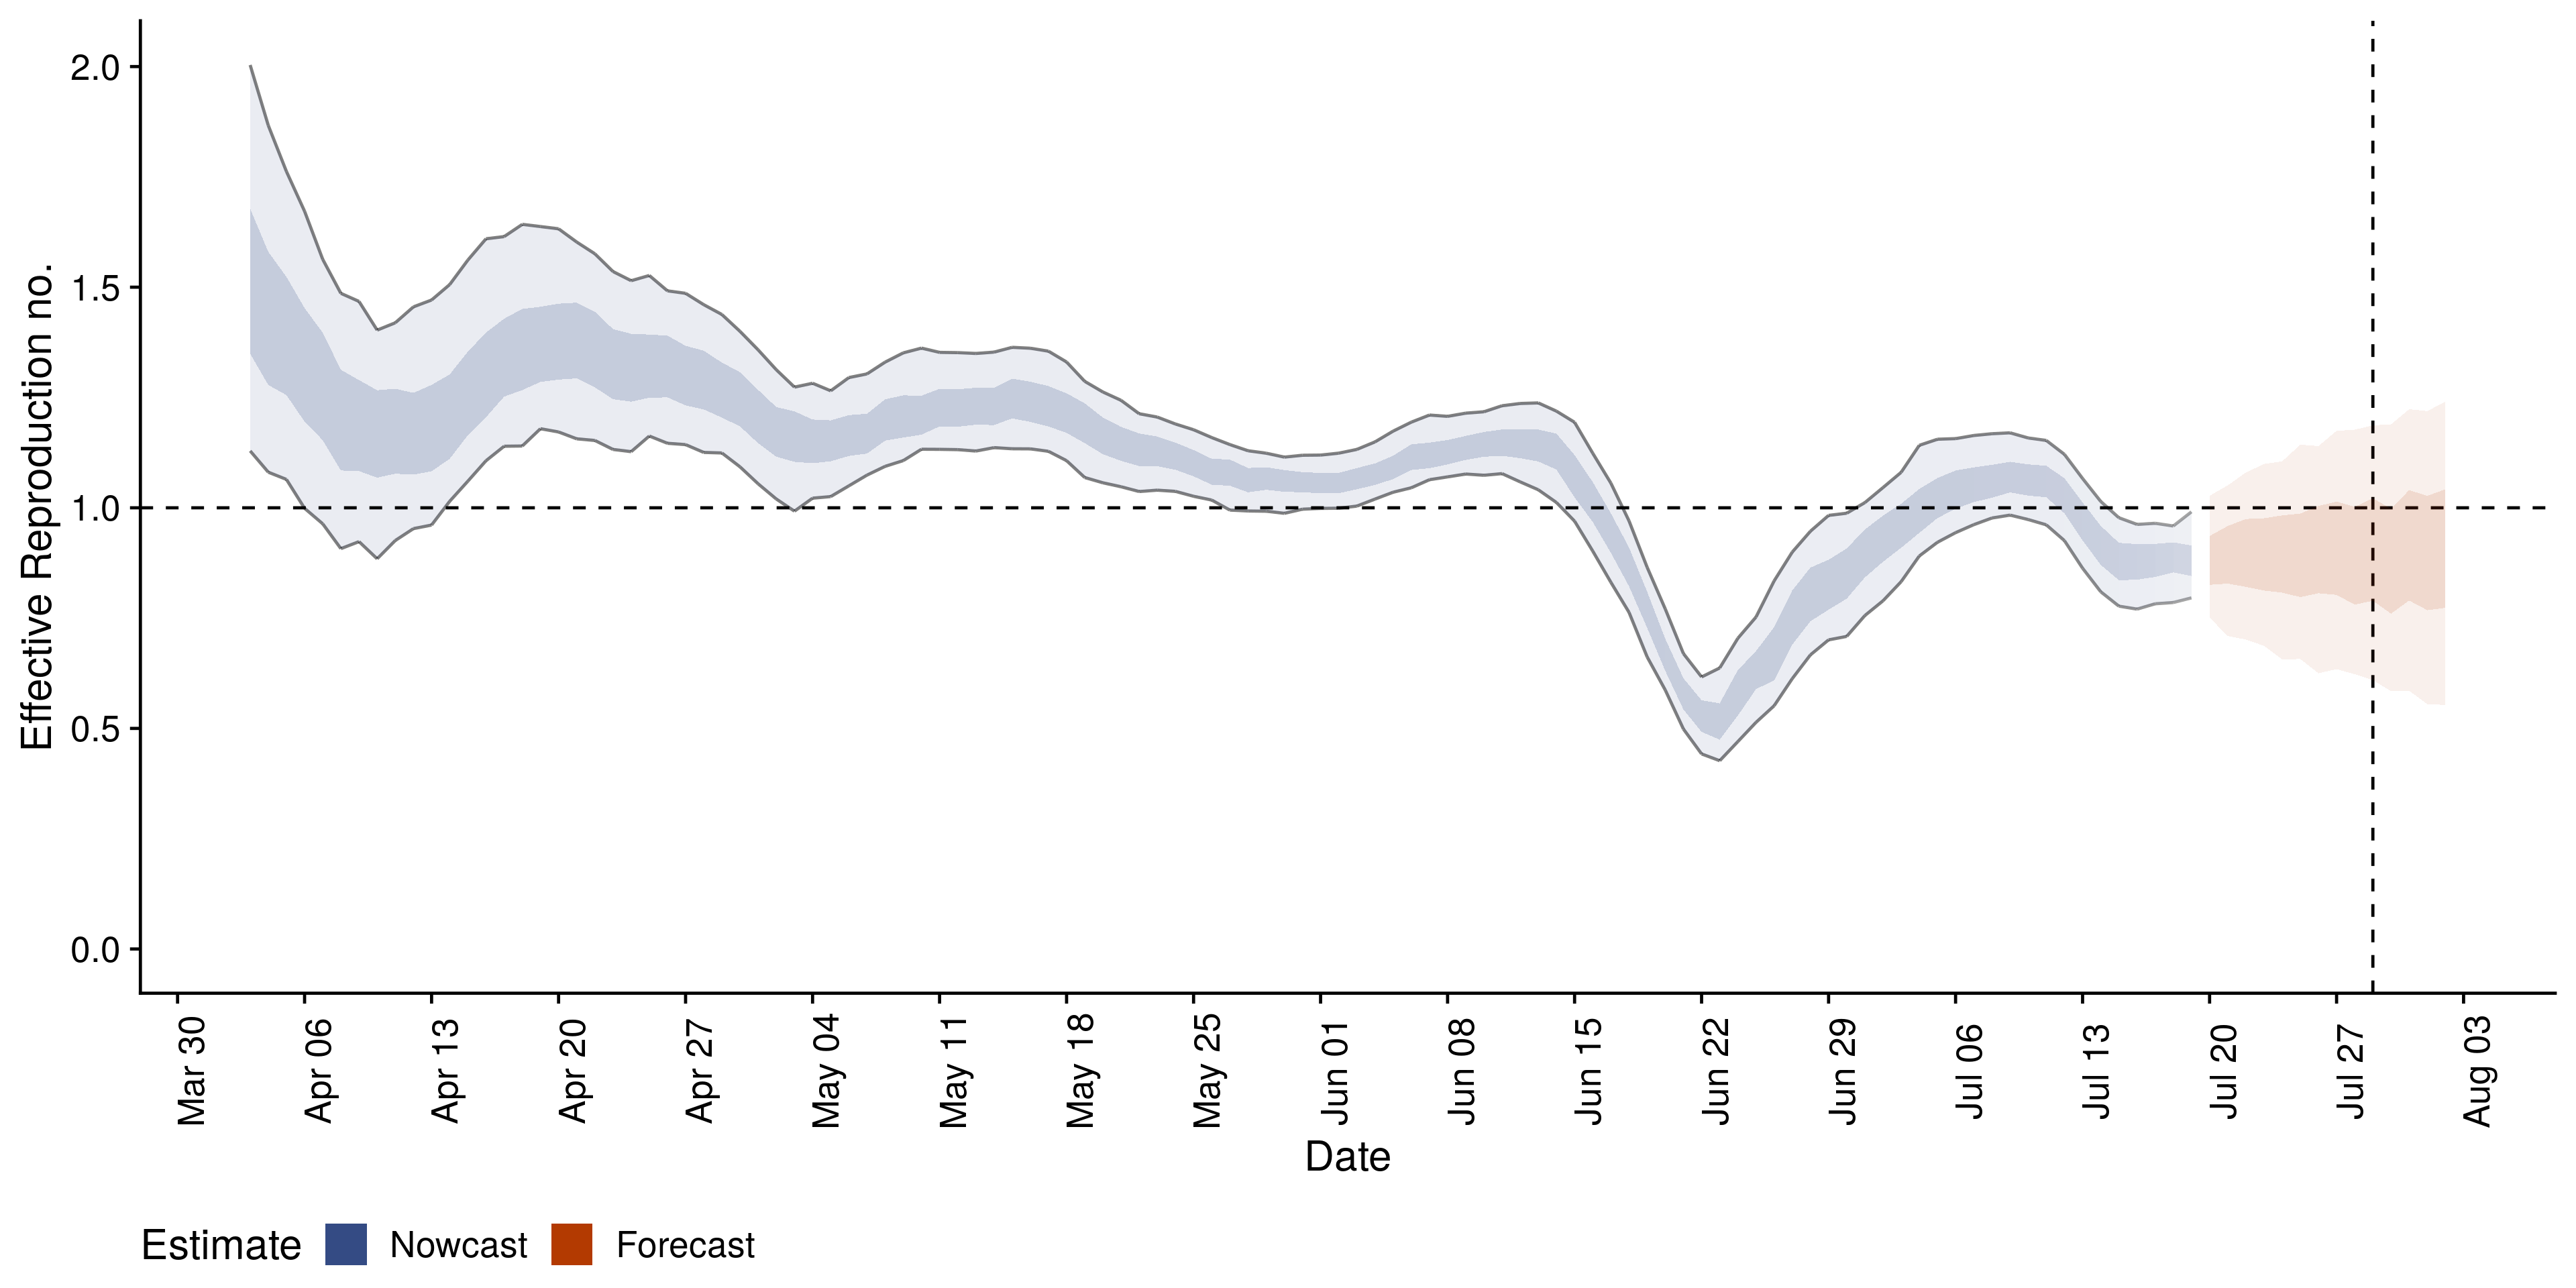 Effective Reproduction no.
2.0
1.5
1.0
0.5
0.0
Mar 30
Apr 06
Apr 13
Apr 20
Apr 27
May 04
May 11
May 18
May 25
Jun 01
Jun 08
Jun 15
Jun 22
Jun 29
Jul 06
Jul 13
Jul 20
Jul 27
Aug 03
Date
Estimate Nowcast Forecast